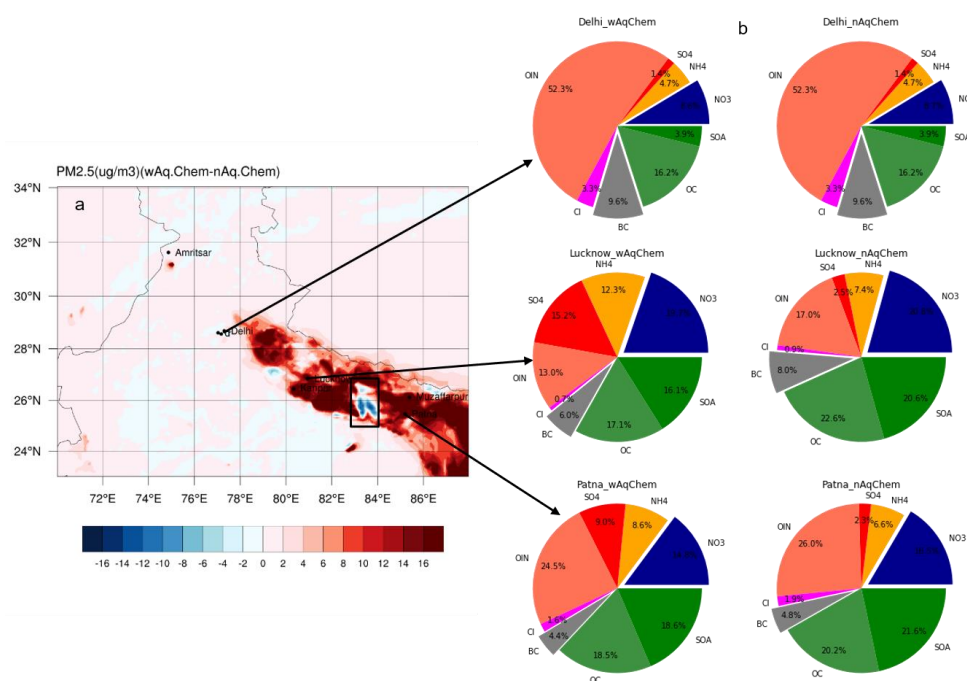 PM2.5(ug/m3)(wAq.Chem-nAq.Chem)
a
34°N
32°N
30°N
28°N
26°N
24°N
Amritsar
Delhi
Muzaffarpur
72°E
75°E
78°E
80°E
82°E
84°E
86°E
-16 -14 -12 -10 -8 -6 -4 -2 0 2 4 6 8 10 12 14 16
b
Delhi_wAqChem
OIN
52.3%
SO4
1.4%
NH4
4.7%
NO3
SOA
3.9%
OC
16.2%
BC
9.6%
Cl
3.3%
Delhi_nAqChem
OIN
52.3%
SO4
1.4%
NH4
4.7%
SOA
3.9%
OC
16.2%
BC
9.6%
Cl
3.3%
Lucknow_wAqChem
NH4
12.3%
SO4
15.2%
NO3
OIN
13.0%
Cl
0.7%
BC
6.0%
OC
17.1%
SOA
16.1%
Lucknow_nAqChem
NH4
7.4%
SO4
2.5%
NO3
OIN
17.0%
Cl
0.9%
BC
8.0%
OC
22.6%
SOA
20.6%
Patna_wAqChem
SO4
9.0%
NH4
8.6%
NO3
OIN
24.5%
Cl
1.6%
BC
4.4%
OC
18.5%
SOA
18.6%
Patna_nAqChem
SO4
2.3%
NH4
6.6%
NO3
OIN
26.0%
Cl
1.9%
BC
4.8%
OC
20.2%
SOA
21.6%